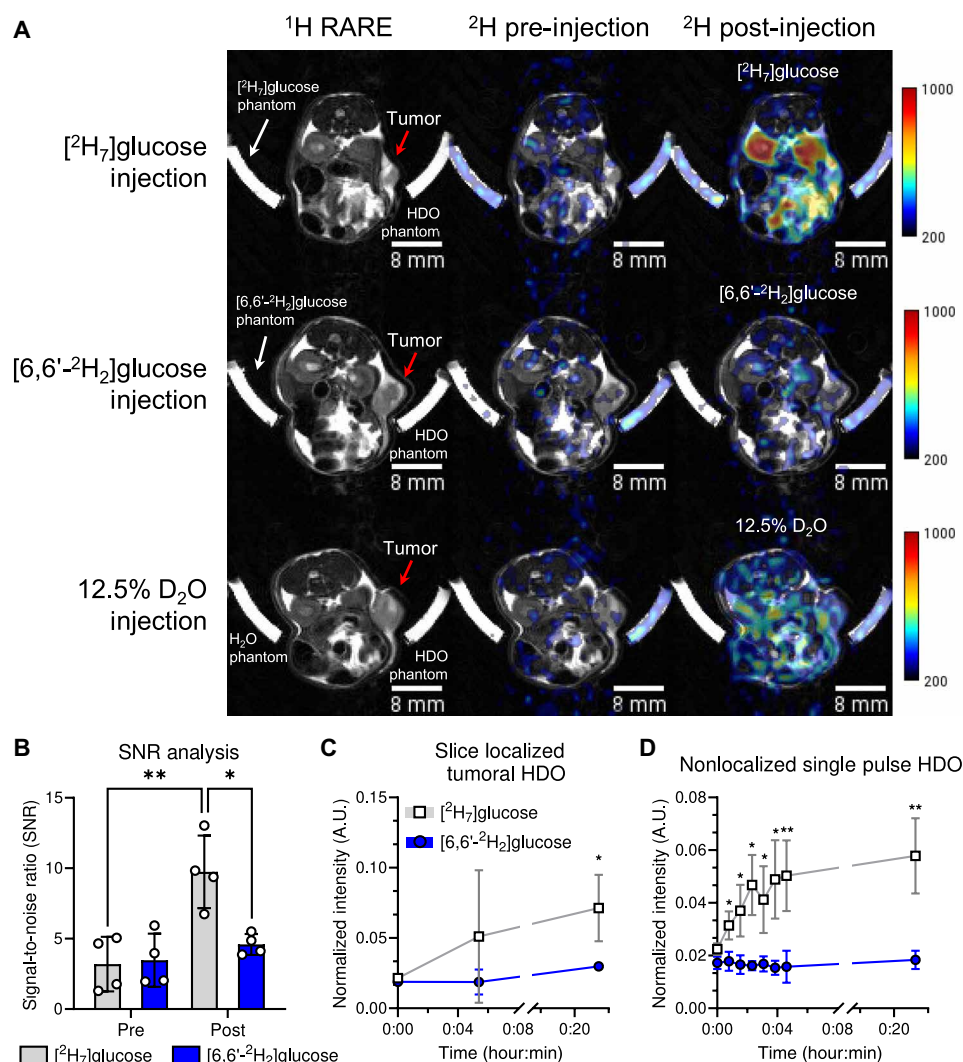 A
¹H RARE
²H pre-injection
²H post-injection
[²H₇]glucose
injection
[²H₇]glucose
phantom
Tumor
HDO
phantom
8 mm
8 mm
[²H₇]glucose
8 mm
1000
200
[6,6'-²H₂]glucose
injection
[6,6'-²H₂]glucose
phantom
Tumor
HDO
phantom
8 mm
8 mm
[6,6'-²H₂]glucose
8 mm
1000
200
12.5% D₂O
injection
Tumor
H₂O
phantom
HDO
phantom
8 mm
8 mm
12.5% D₂O
8 mm
1000
200
B
SNR analysis
Signal-to-noise ratio (SNR)
15
10
5
0
**
*
Pre
Post
[²H₇]glucose
[6,6'-²H₂]glucose
C
Slice localized
tumoral HDO
Normalized intensity (A.U.)
0.15
0.10
0.05
0.00
[²H₇]glucose
[6,6'-²H₂]glucose
*
0:00
0:04
0:08
0:20
Time (hour:min)
D
Nonlocalized single pulse HDO
Normalized intensity (A.U.)
0.08
0.06
0.04
0.02
0.00
*
*
*
*
*
**
**
0:00
0:04
0:08
0:20
Time (hour:min)